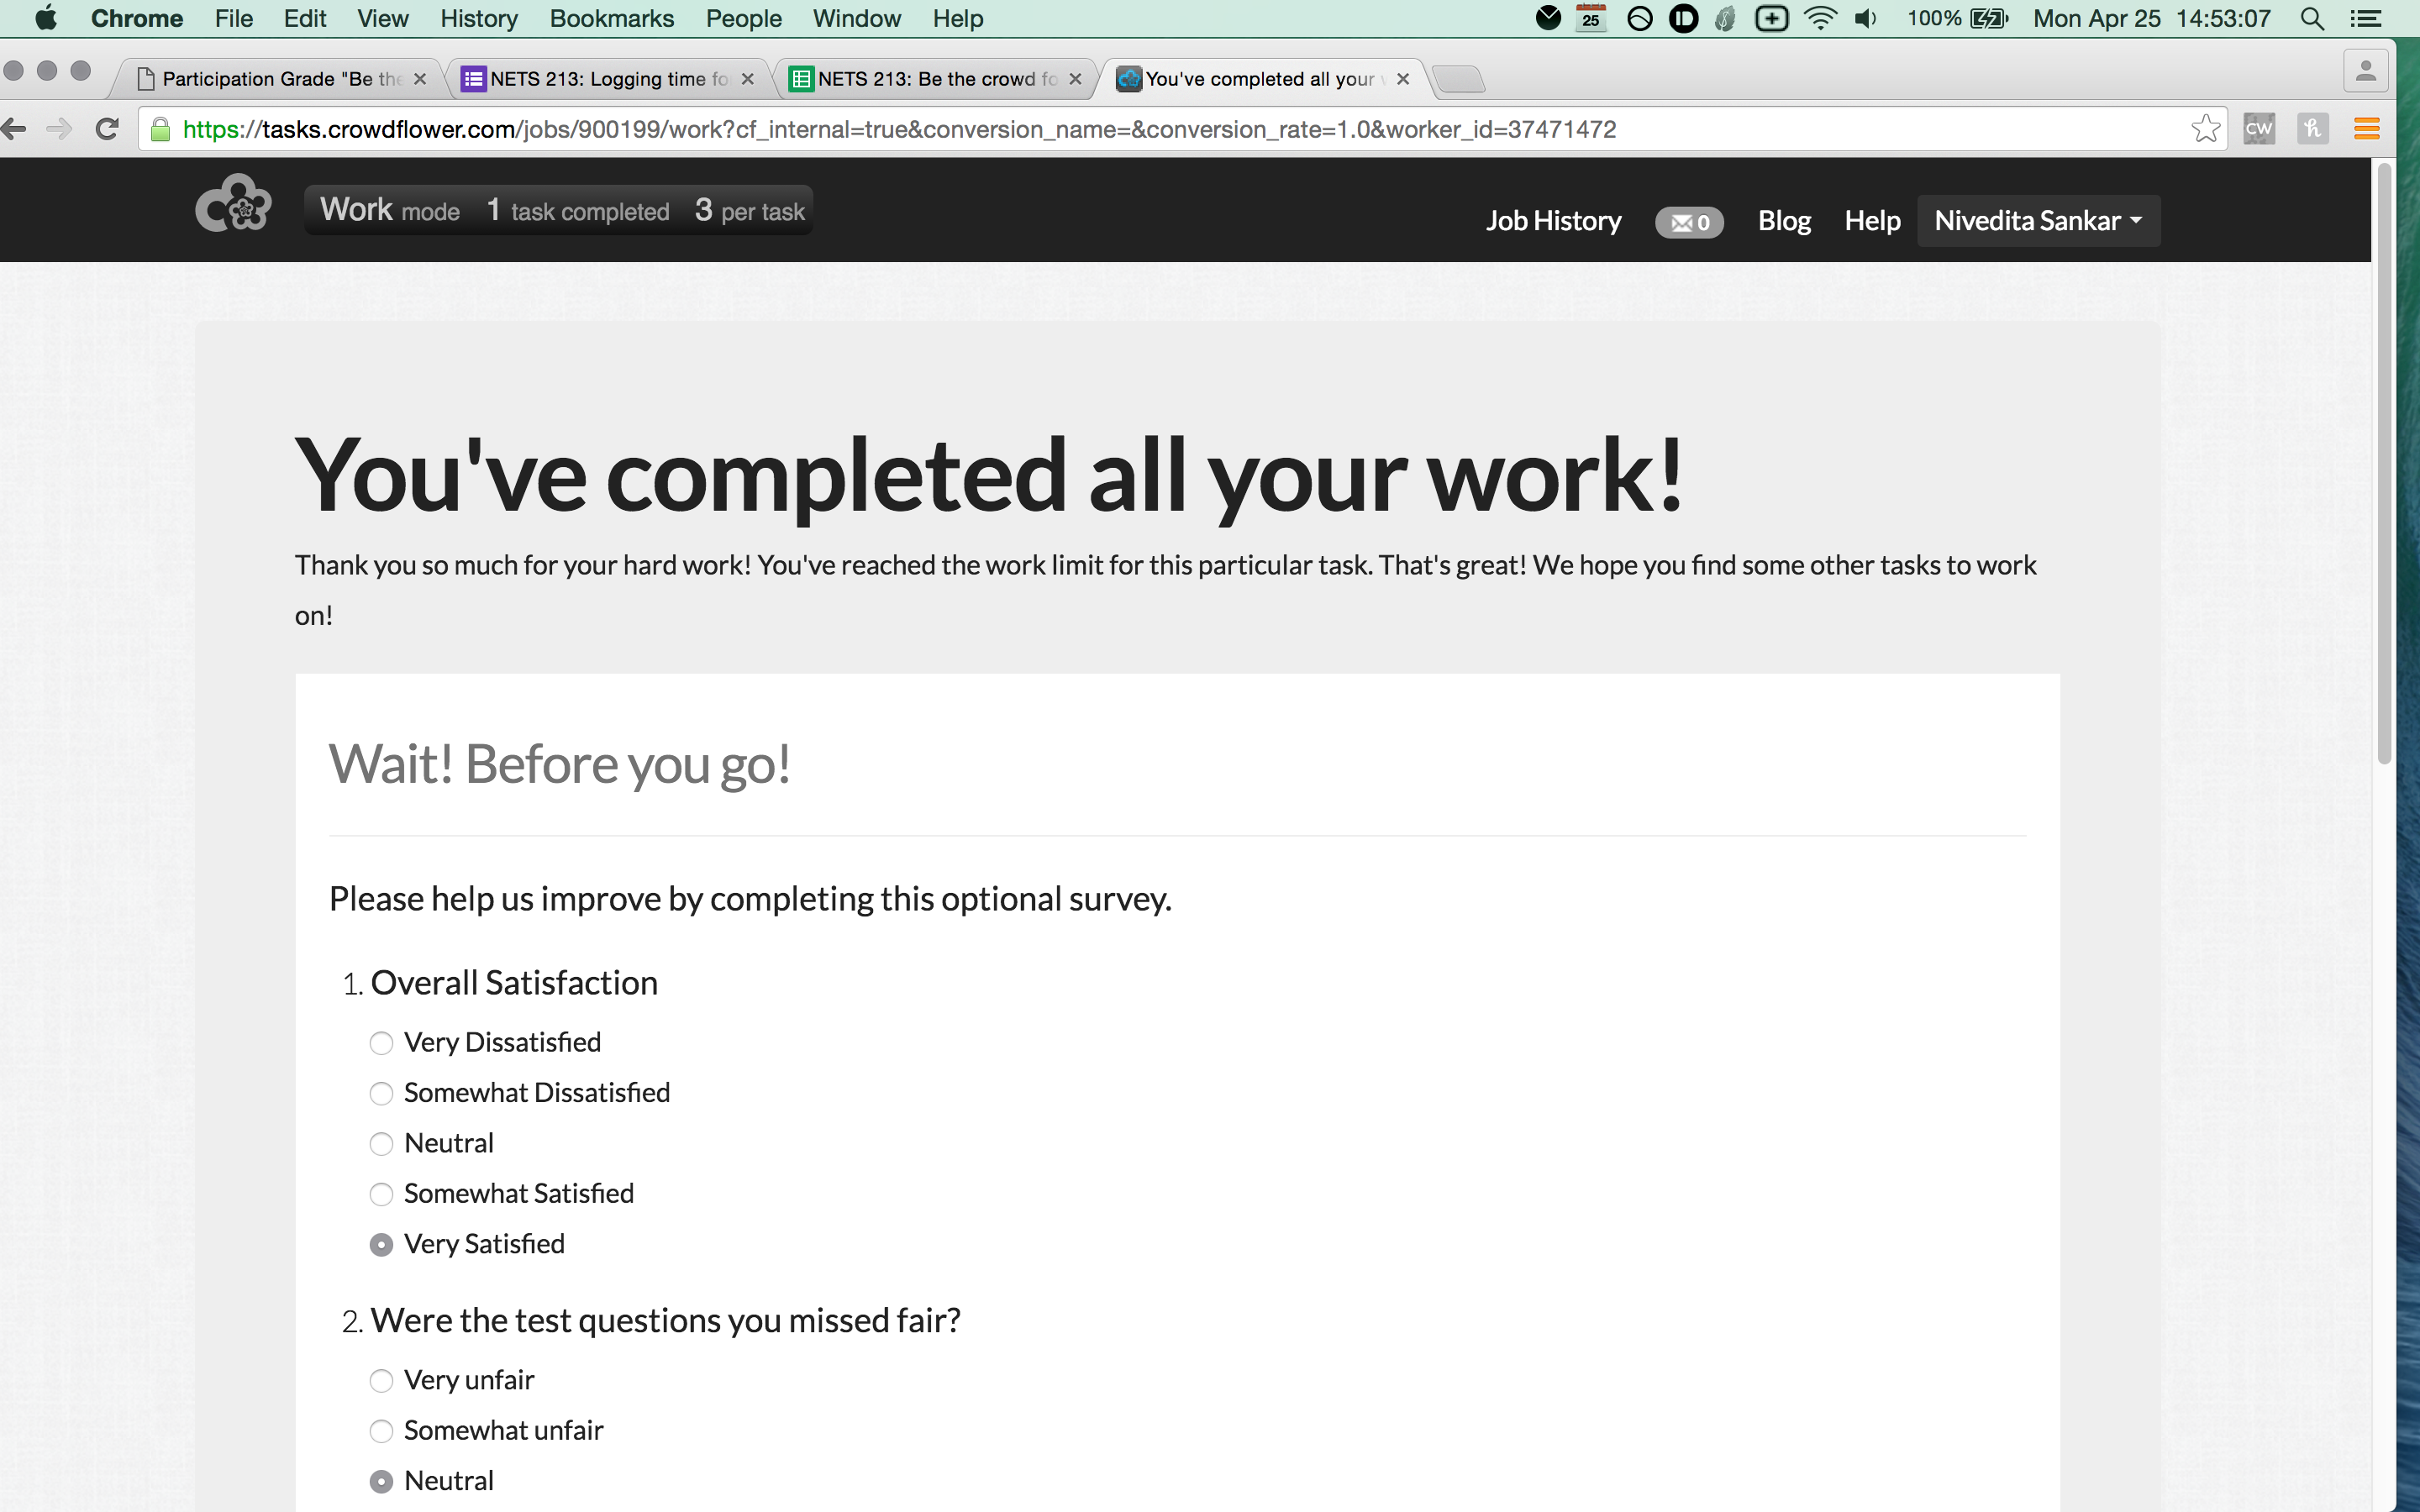 Chrome File Edit View History Bookmarks People Window Help 25 100% Mon Apr 25 14:53:07
Participation Grade "Be the NETS 213: Logging time fo NETS 213: Be the crowd fo You've completed all your
https://tasks.crowdflower.com/jobs/900199/work?cf_internal=true&conversion_name=&conversion_rate=1.0&worker_id=37471472 CW h
Work mode 1 task completed 3 per task Job History 0 Blog Help Nivedita Sankar
You've completed all your work!
Thank you so much for your hard work! You've reached the work limit for this particular task. That's great! We hope you find some other tasks to work
on!
Wait! Before you go!
Please help us improve by completing this optional survey.
1. Overall Satisfaction
Very Dissatisfied
Somewhat Dissatisfied
Neutral
Somewhat Satisfied
Very Satisfied
2. Were the test questions you missed fair?
Very unfair
Somewhat unfair
Neutral